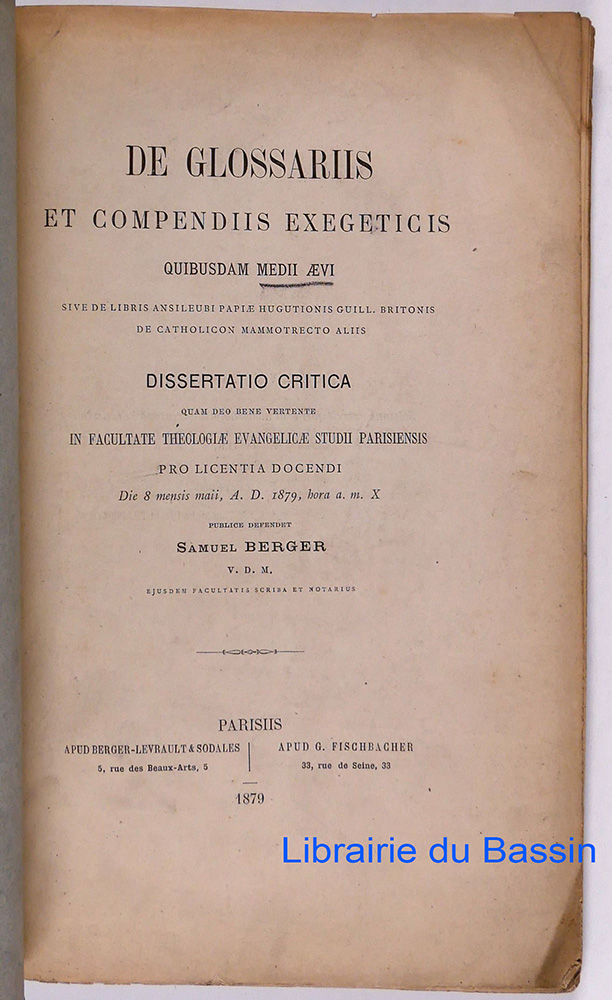 DE GLOSSARIIS
ET COMPENDIIS EXEGETICIS
QUIBUSDAM MEDII ÆVI
SIVE DE LIBRIS ANSILEUBI PAPIÆ HUGUTIONIS GUILL. BRITONIS
DE CATHOLICON MAMMOTRECTO ALIIS
DISSERTATIO CRITICA
QUAM DEO BENE VERTENTE
IN FACULTATE THEOLOGIÆ EVANGELICÆ STUDII PARISIENSIS
PRO LICENTIA DOCENDI
Die 8 mensis maii, A. D. 1879, hora a. m. X
PUBLICE DEFENDET
SAMUEL BERGER
V. D. M.
EJUSDEM FACULTATIS SCRIBA ET NOTARIUS
PARISIIS
APUD BERGER-LEVRAULT & SODALES
5, rue des Beaux-Arts, 5
APUD G. FISCHBACHER
33, rue de Seine, 33
1879
Librairie du Bassin